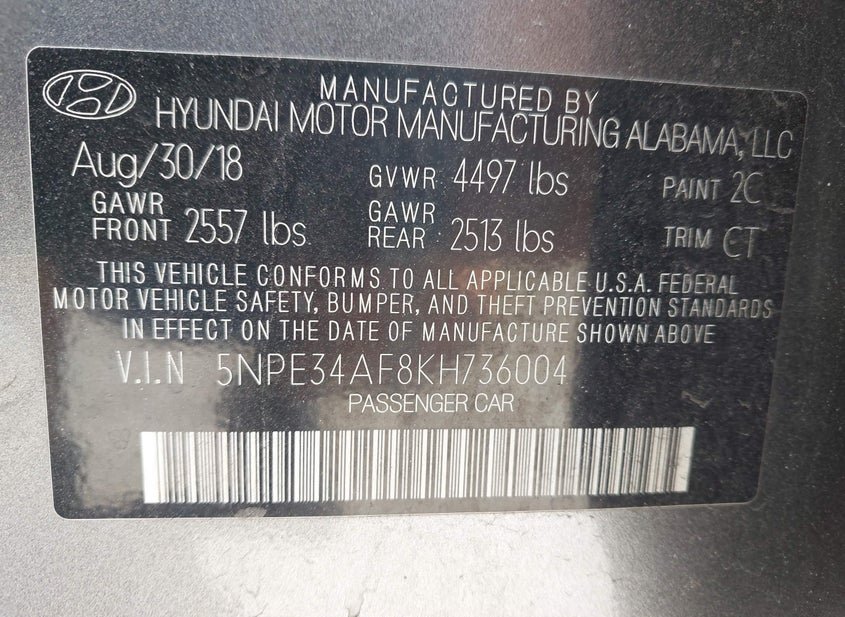 MANUFACTURED BY
HYUNDAI MOTOR MANUFACTURING ALABAMA, LLC
Aug/30/18 GVWR 4497 lbs PAINT 2C
GAWR FRONT 2557 lbs. GAWR REAR 2513 lbs TRIM CT
THIS VEHICLE CONFORMS TO ALL APPLICABLE U.S.A. FEDERAL
MOTOR VEHICLE SAFETY, BUMPER, AND THEFT PREVENTION STANDARDS
IN EFFECT ON THE DATE OF MANUFACTURE SHOWN ABOVE
V.I.N 5NPE34AF8KH736004
PASSENGER CAR